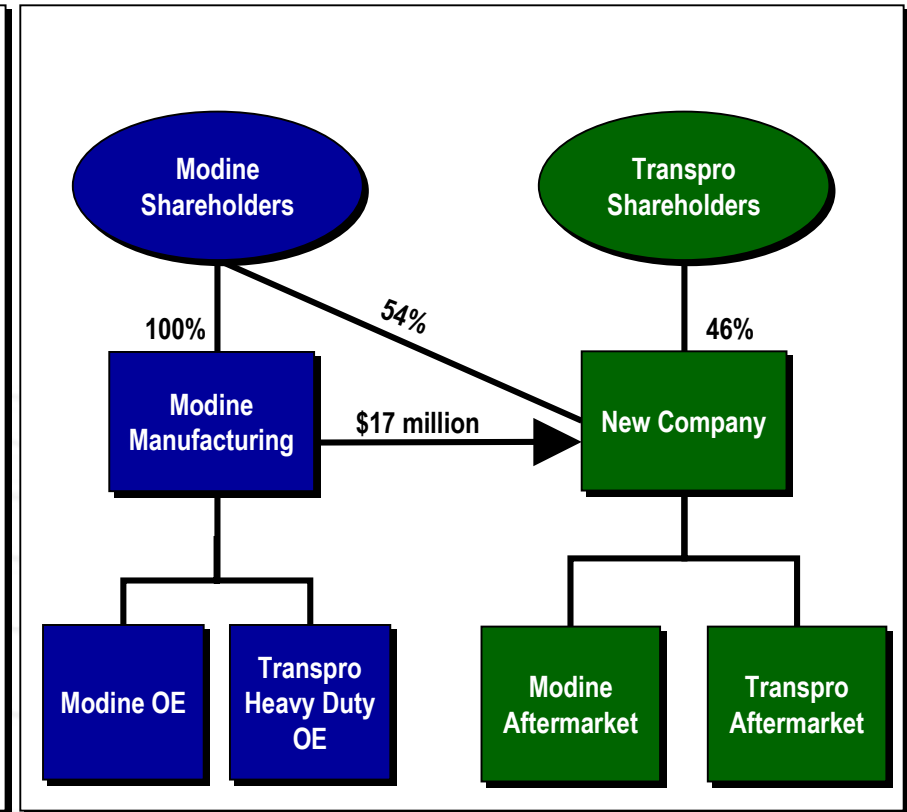 Modine
Shareholders
Transpro
Shareholders
100%
54%
46%
Modine
Manufacturing
$17 million
New Company
Modine OE
Transpro
Heavy Duty
OE
Modine
Aftermarket
Transpro
Aftermarket